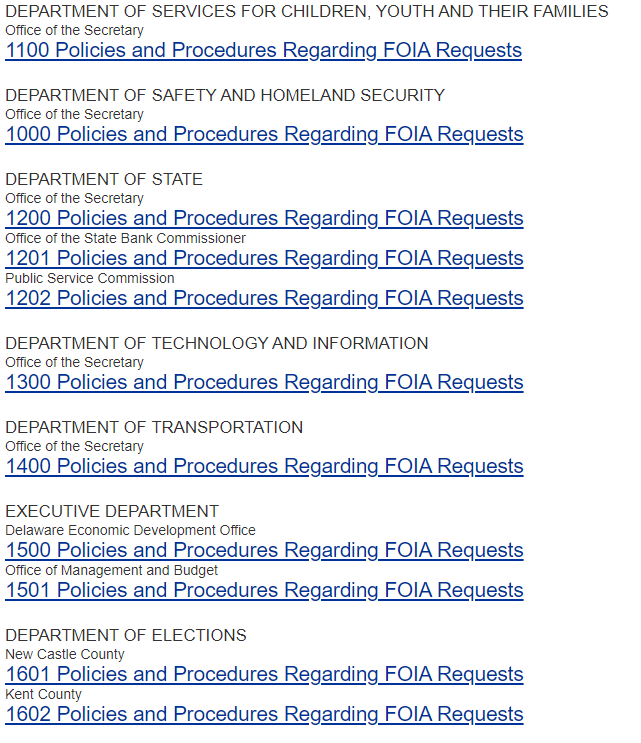 DEPARTMENT OF SERVICES FOR CHILDREN, YOUTH AND THEIR FAMILIES
Office of the Secretary
1100 Policies and Procedures Regarding FOIA Requests
DEPARTMENT OF SAFETY AND HOMELAND SECURITY
Office of the Secretary
1000 Policies and Procedures Regarding FOIA Requests
DEPARTMENT OF STATE
Office of the Secretary
1200 Policies and Procedures Regarding FOIA Requests
Office of the State Bank Commissioner
1201 Policies and Procedures Regarding FOIA Requests
Public Service Commission
1202 Policies and Procedures Regarding FOIA Requests
DEPARTMENT OF TECHNOLOGY AND INFORMATION
Office of the Secretary
1300 Policies and Procedures Regarding FOIA Requests
DEPARTMENT OF TRANSPORTATION
Office of the Secretary
1400 Policies and Procedures Regarding FOIA Requests
EXECUTIVE DEPARTMENT
Delaware Economic Development Office
1500 Policies and Procedures Regarding FOIA Requests
Office of Management and Budget
1501 Policies and Procedures Regarding FOIA Requests
DEPARTMENT OF ELECTIONS
New Castle County
1601 Policies and Procedures Regarding FOIA Requests
Kent County
1602 Policies and Procedures Regarding FOIA Requests